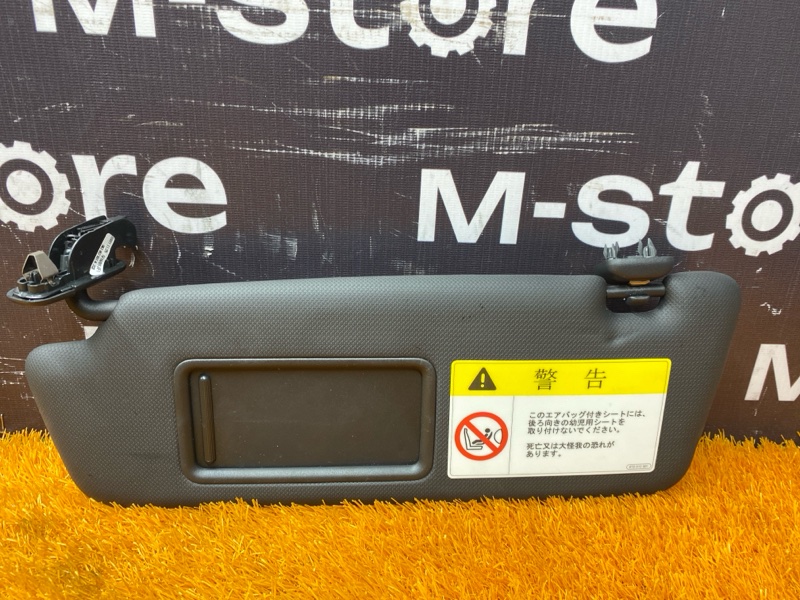 M-store
ore
M-sto
M
警 告
このエアバッグ付きシートには、
後ろ向きの幼児用シートを
取り付けないでください。
死亡又は大怪我の恐れが
あります。